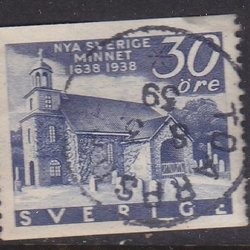 NYA SVERIGE
MINNET
1638 1938
30
öre
SVERIGE